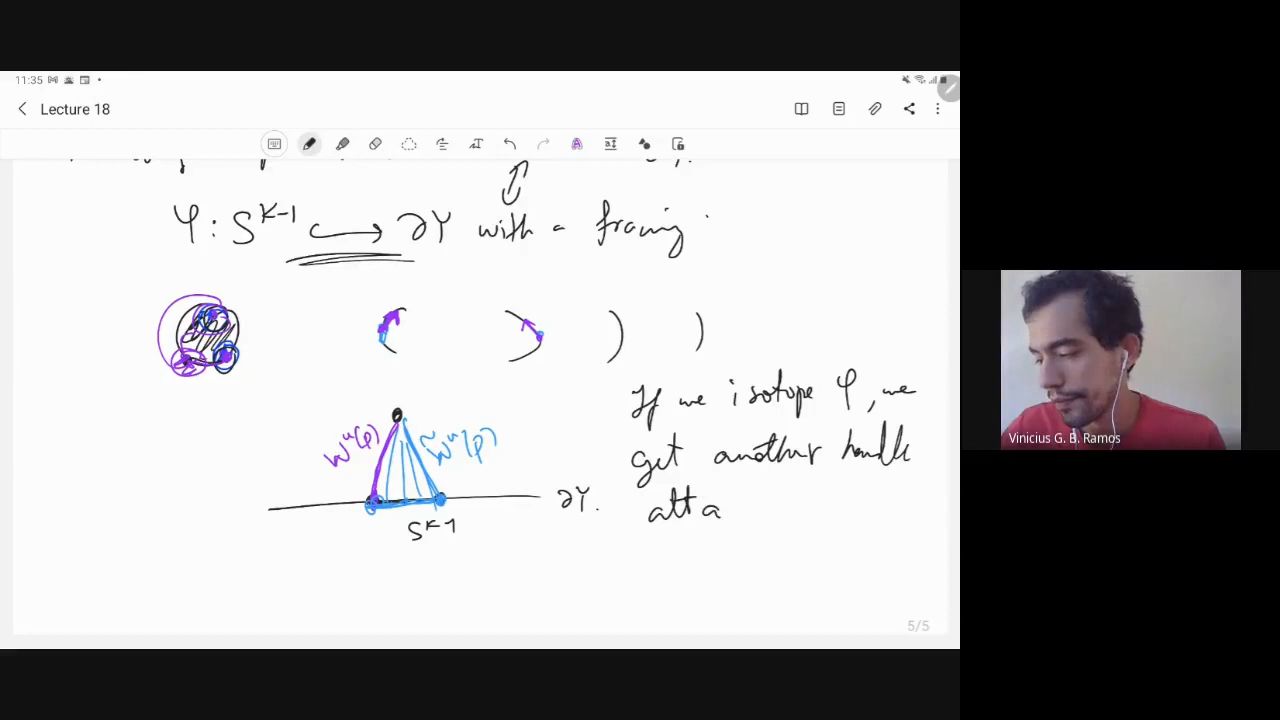 11:35
Lecture 18
φ : S^{K-1} ↪ ∂Y with a framing.
W^u(p)
W̃^u(p)
∂Y.
S^{K-1}
If we isotope φ, we
get another handle
atta
5/5
Vinicius G. B. Ramos